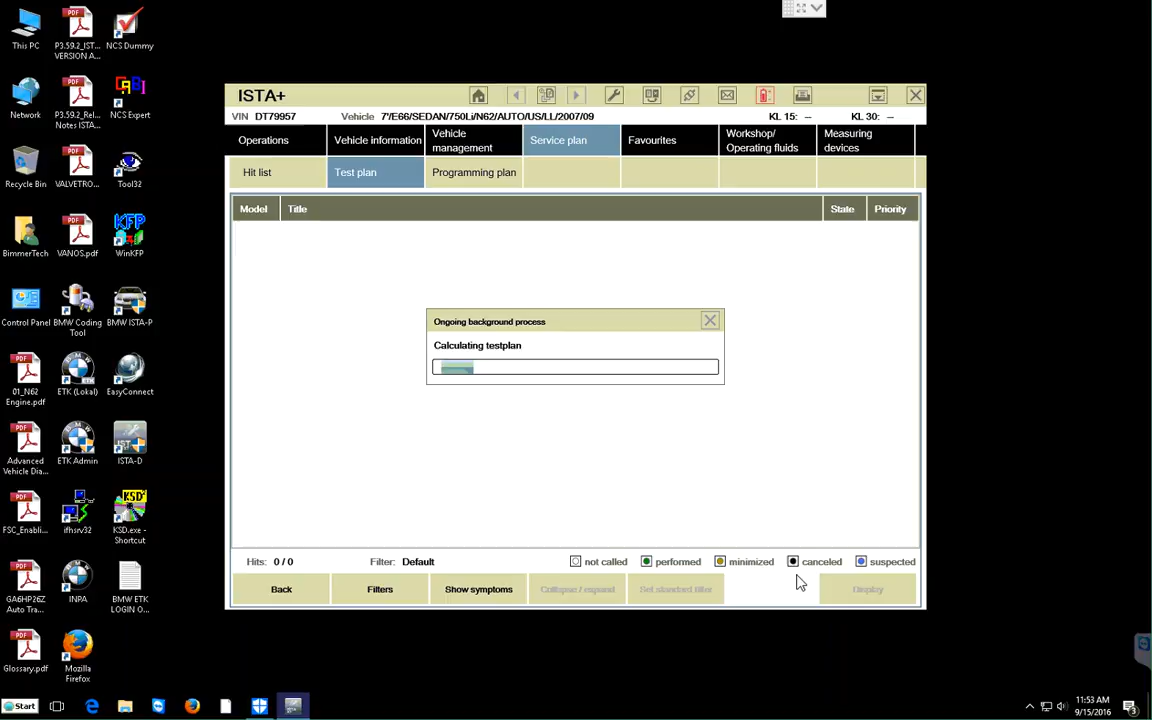 This PC
P3.59.2_IST...
VERSION A...
NCS Dummy
Network
P3.59.2_Rel...
Notes ISTA...
NCS Expert
Recycle Bin
VALVETRO...
Tool32
BimmerTech
VANOS.pdf
KFP
WinKFP
Control Panel
BMW Coding
Tool
BMW ISTA-P
01_N62
Engine.pdf
ETK (Lokal)
EasyConnect
Advanced
Vehicle Dia...
ETK Admin
ISTA-D
FSC_Enabli...
ifhsrv32
KSD
KSD.exe -
Shortcut
GA6HP26Z
Auto Tra...
INPA
BMW ETK
LOGIN O...
Glossary.pdf
Mozilla
Firefox
ISTA+
VIN DT79957 Vehicle 7'/E66/SEDAN/750Li/N62/AUTO/US/LL/2007/09 KL 15: -- KL 30: --
Operations
Vehicle information
Vehicle
management
Service plan
Favourites
Workshop/
Operating fluids
Measuring
devices
Hit list
Test plan
Programming plan
Model Title State Priority
Ongoing background process
Calculating testplan
Hits: 0 / 0 Filter: Default not called performed minimized canceled suspected
Back Filters Show symptoms Collapse / expand Set standard filter Display
Start
11:53 AM
9/15/2016
3